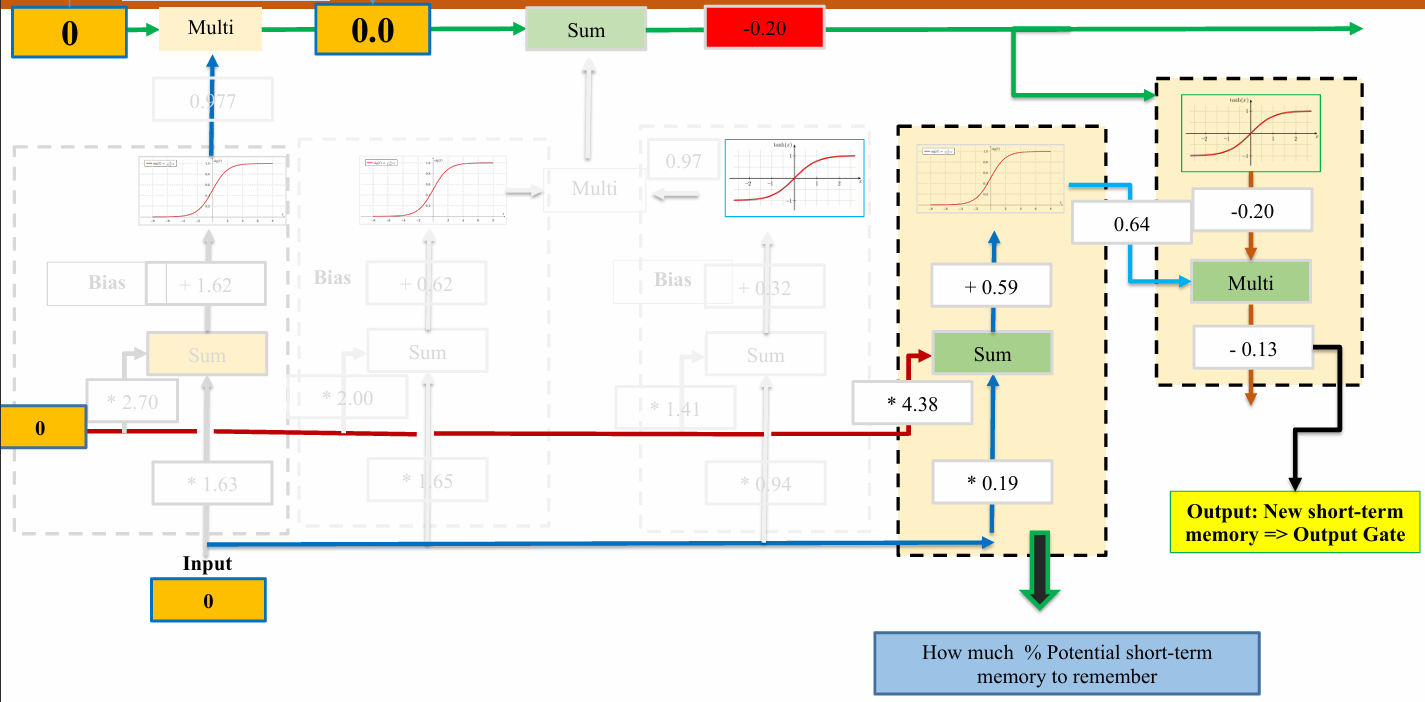 0
Multi
0.0
Sum
-0.20
0.977
0.97
Multi
tanh(x)
tanh(x)
0.64
-0.20
Bias
+ 1.62
Bias
+ 0.62
Bias
+ 0.32
+ 0.59
Multi
Sum
Sum
Sum
Sum
- 0.13
* 2.70
* 2.00
* 1.41
* 4.38
0
* 1.63
* 1.65
* 0.94
* 0.19
Output: New short-term
memory => Output Gate
Input
0
How much % Potential short-term
memory to remember